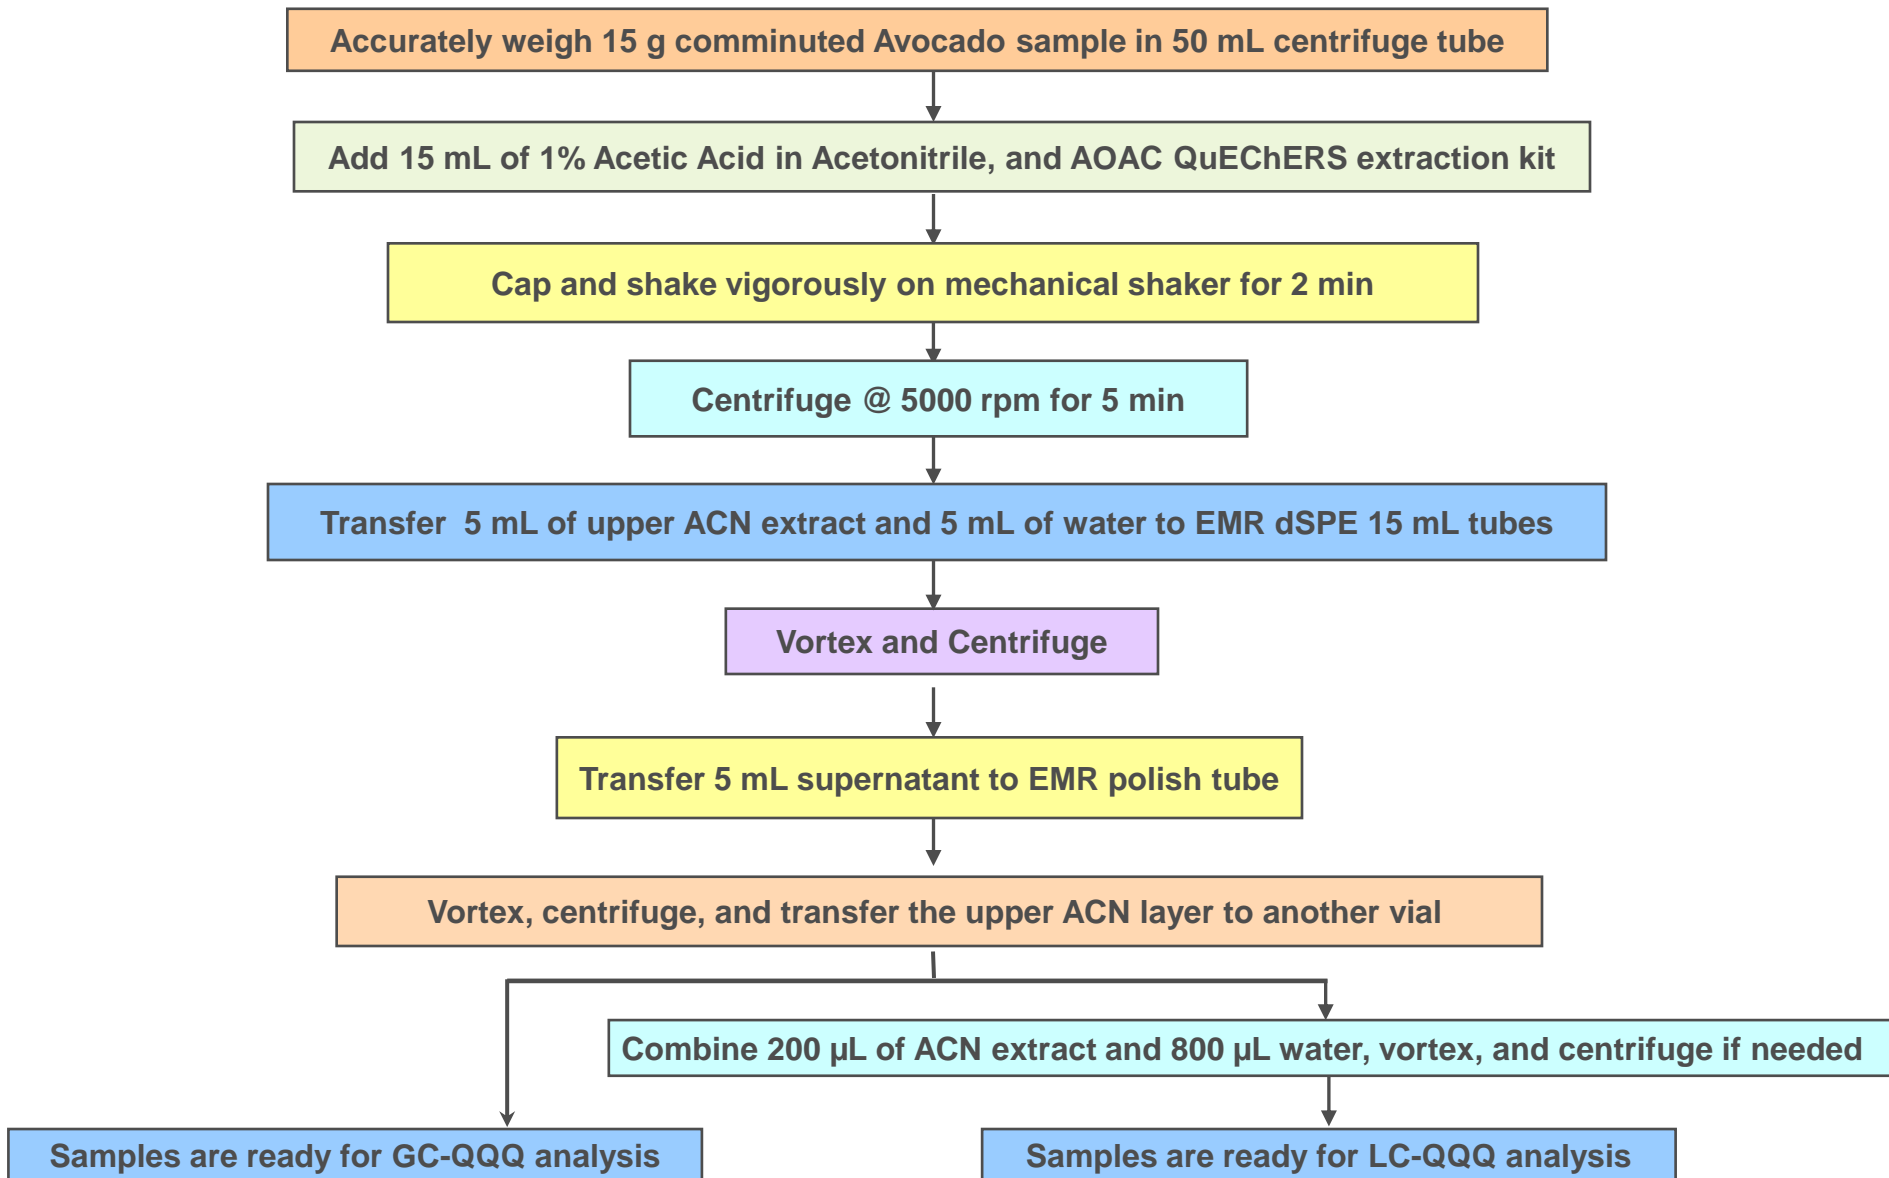 Accurately weigh 15 g comminuted Avocado sample in 50 mL centrifuge tube
Add 15 mL of 1% Acetic Acid in Acetonitrile, and AOAC QuEChERS extraction kit
Cap and shake vigorously on mechanical shaker for 2 min
Centrifuge @ 5000 rpm for 5 min
Transfer 5 mL of upper ACN extract and 5 mL of water to EMR dSPE 15 mL tubes
Vortex and Centrifuge
Transfer 5 mL supernatant to EMR polish tube
Vortex, centrifuge, and transfer the upper ACN layer to another vial
Combine 200 µL of ACN extract and 800 µL water, vortex, and centrifuge if needed
Samples are ready for GC-QQQ analysis
Samples are ready for LC-QQQ analysis